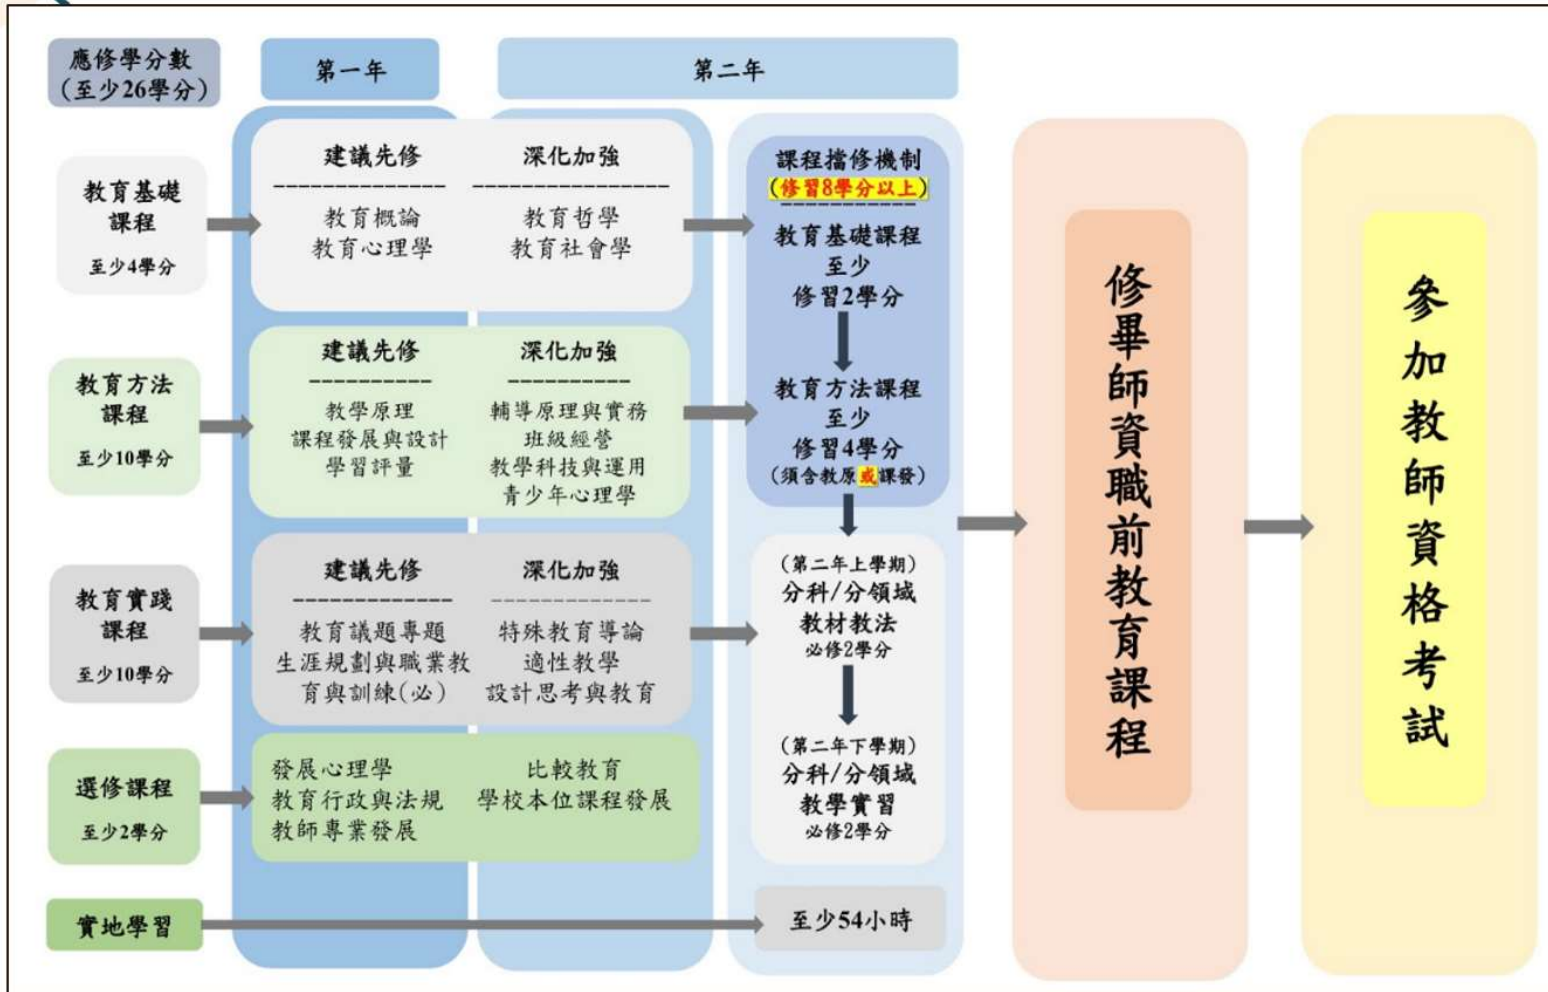 應修學分數
(至少26學分)
第一年
第二年
教育基礎
課程
至少4學分
建議先修
--------------
教育概論
教育心理學
深化加強
----------------
教育哲學
教育社會學
課程擋修機制
(修習8學分以上)
-----------
教育基礎課程
至少
修習2學分
教育方法
課程
至少10學分
建議先修
----------
教學原理
課程發展與設計
學習評量
深化加強
----------
輔導原理與實務
班級經營
教學科技與運用
青少年心理學
教育方法課程
至少
修習4學分
(須含教原或課發)
教育實踐
課程
至少10學分
建議先修
-------------
教育議題專題
生涯規劃與職業教
育與訓練(必)
深化加強
-------------
特殊教育導論
適性教學
設計思考與教育
(第二年上學期)
分科/分領域
教材教法
必修2學分
選修課程
至少2學分
發展心理學
教育行政與法規
教師專業發展
比較教育
學校本位課程發展
(第二年下學期)
分科/分領域
教學實習
必修2學分
實地學習
至少54小時
修畢師資職前教育課程
參加教師資格考試